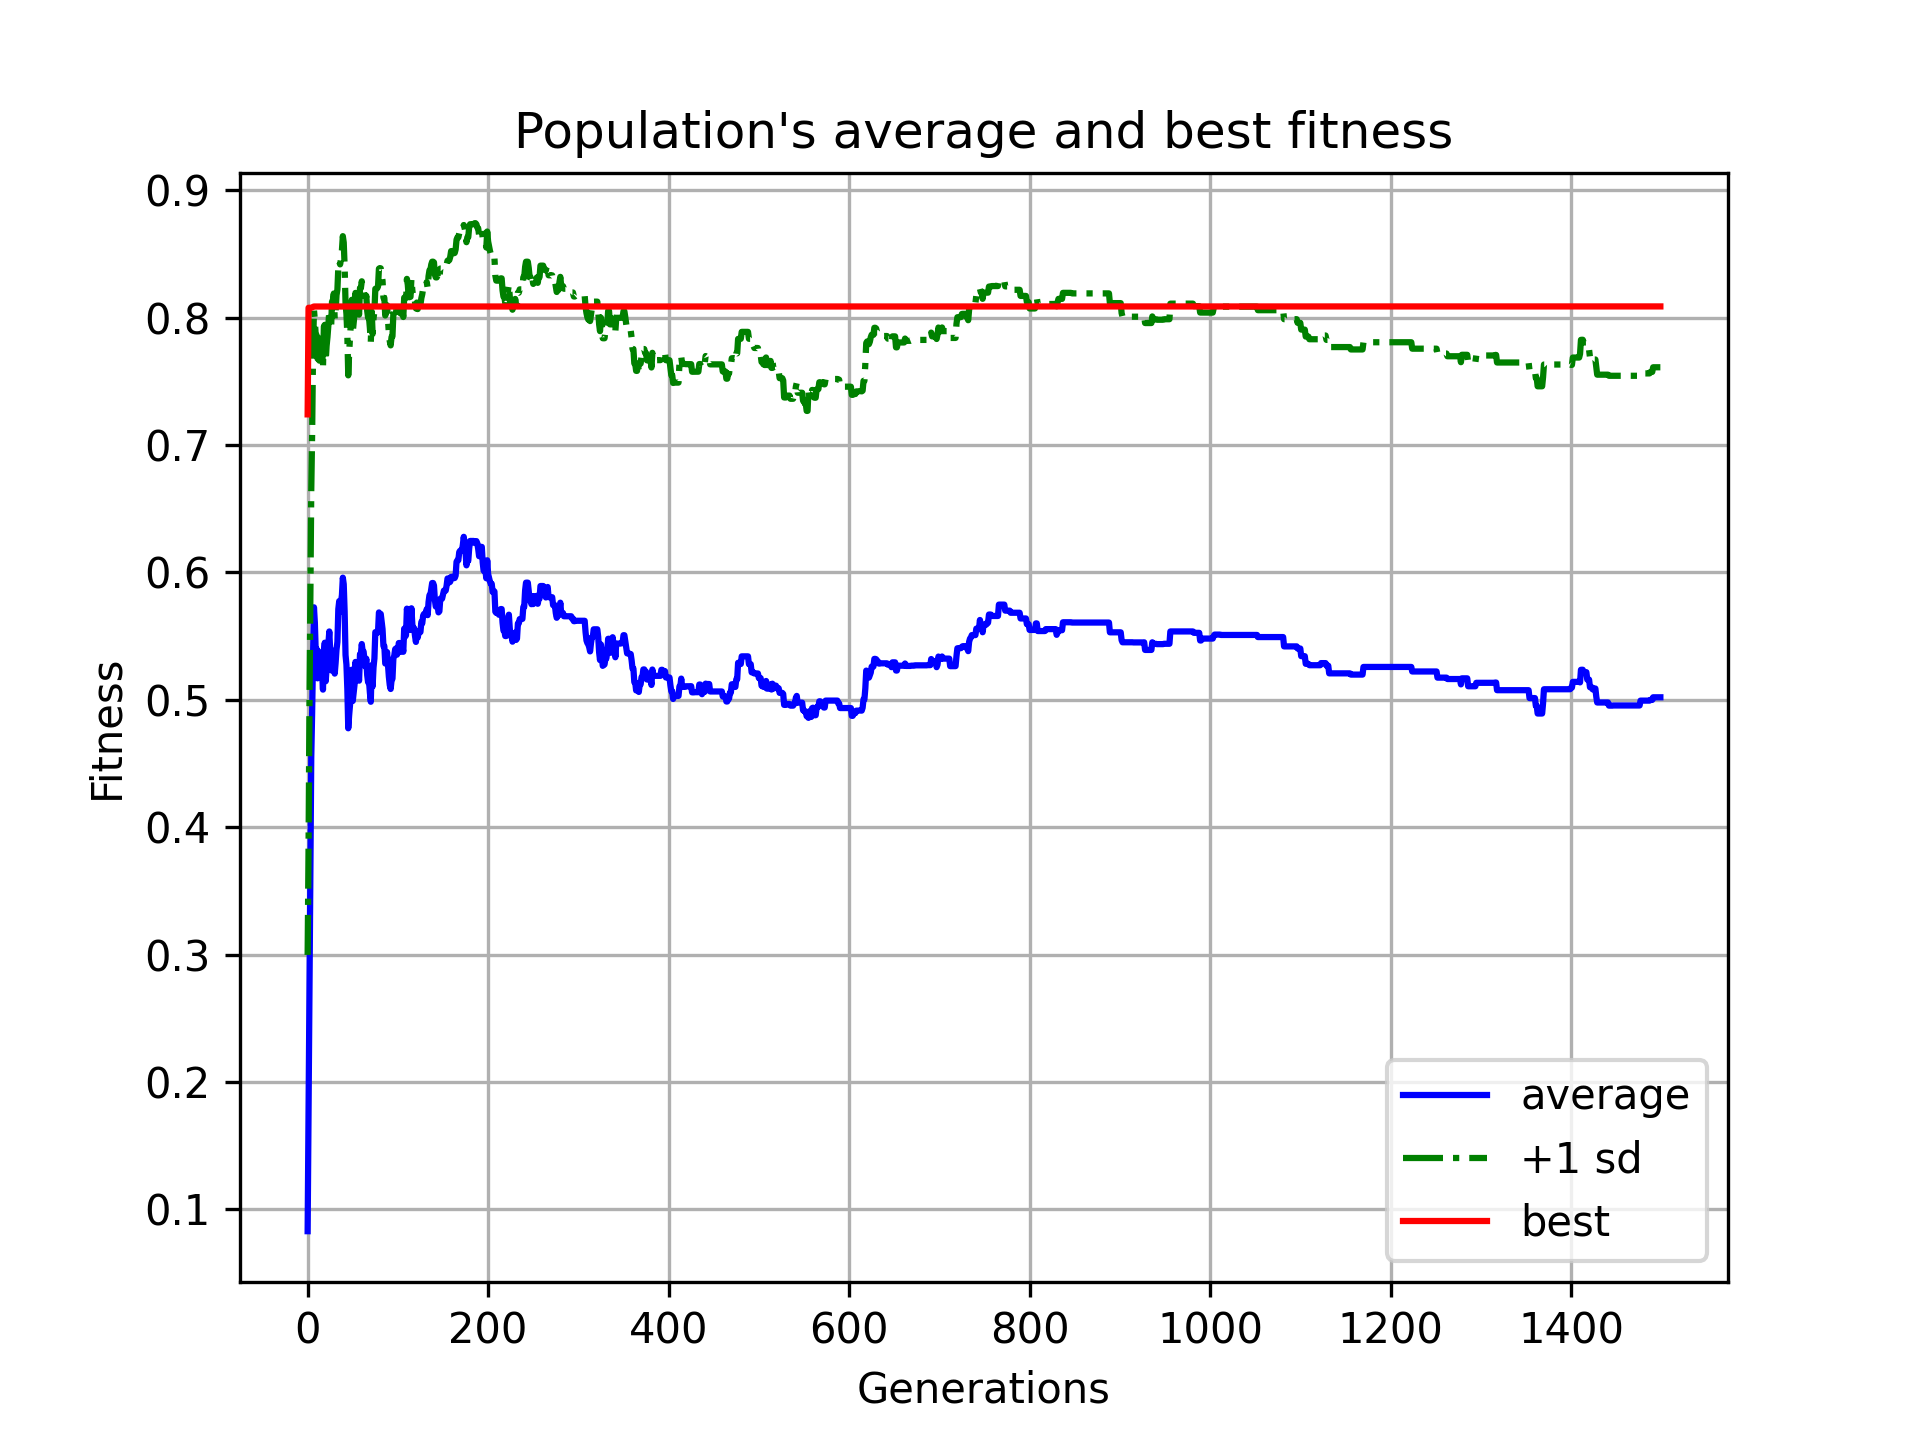 Population's average and best fitness
Fitness
0.9
0.8
0.7
0.6
0.5
0.4
0.3
0.2
0.1
average
+1 sd
best
0 200 400 600 800 1000 1200 1400
Generations